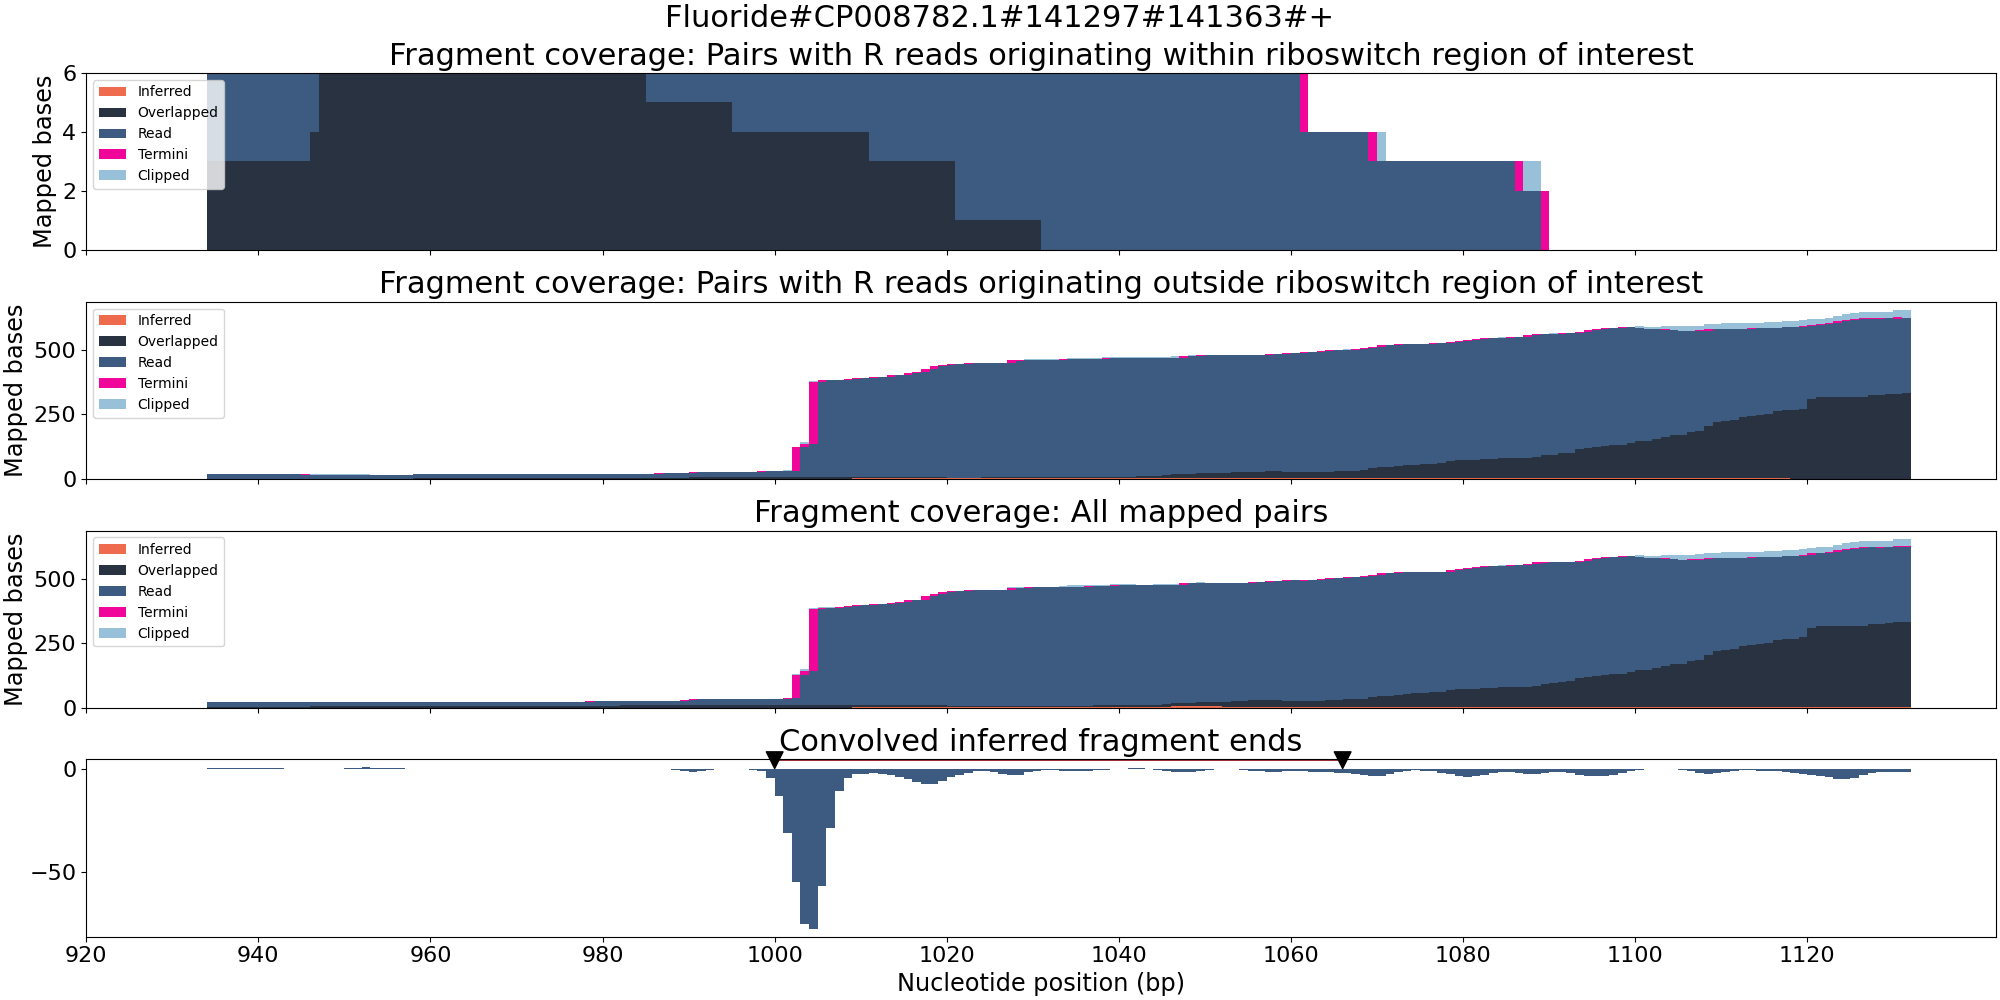 Fluoride#CP008782.1#141297#141363#+
Fragment coverage: Pairs with R reads originating within riboswitch region of interest
Mapped bases
6
4
2
0
Inferred
Overlapped
Read
Termini
Clipped
Fragment coverage: Pairs with R reads originating outside riboswitch region of interest
Mapped bases
500
250
0
Inferred
Overlapped
Read
Termini
Clipped
Fragment coverage: All mapped pairs
Mapped bases
500
250
0
Inferred
Overlapped
Read
Termini
Clipped
Convolved inferred fragment ends
0
−50
920 940 960 980 1000 1020 1040 1060 1080 1100 1120
Nucleotide position (bp)